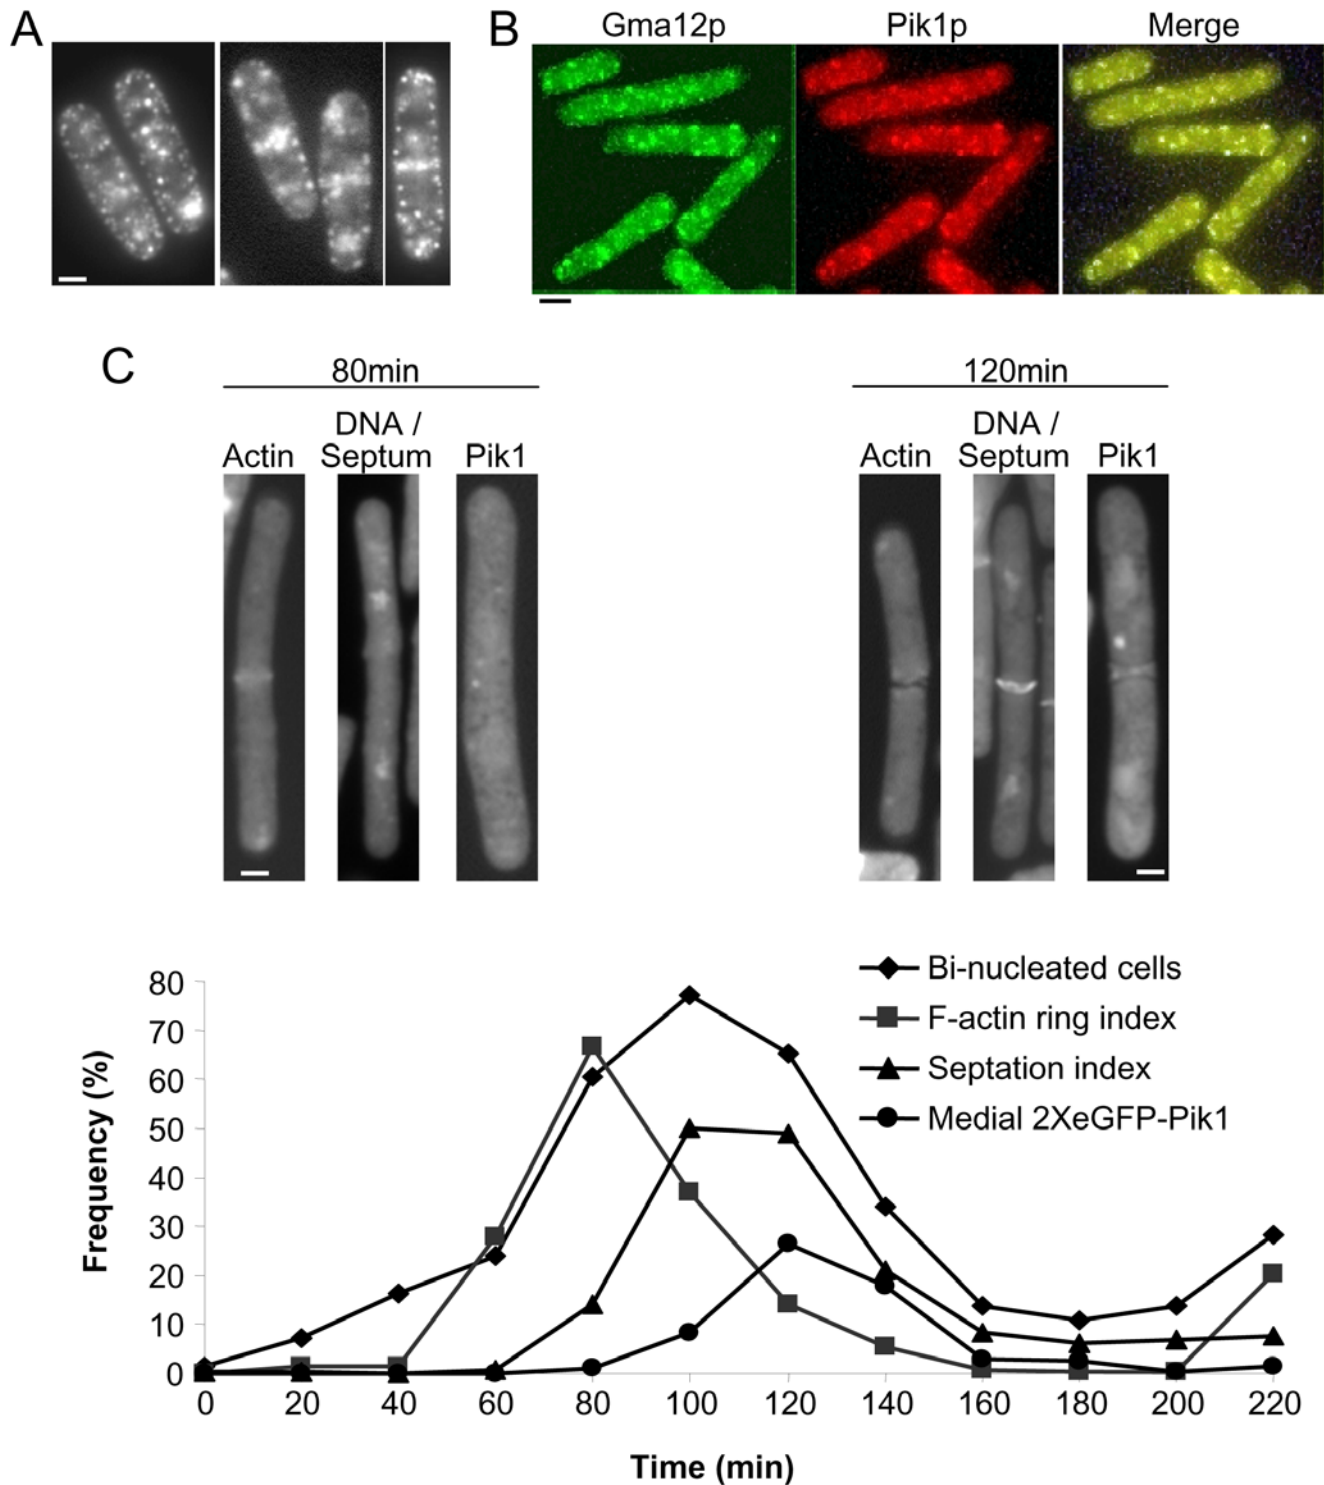 A
B
Gma12p Pik1p Merge
C
80min 120min
Actin DNA / Septum Pik1 Actin DNA / Septum Pik1
Bi-nucleated cells
F-actin ring index
Septation index
Medial 2XeGFP-Pik1
Frequency (%)
80
70
60
50
40
30
20
10
0
0 20 40 60 80 100 120 140 160 180 200 220
Time (min)